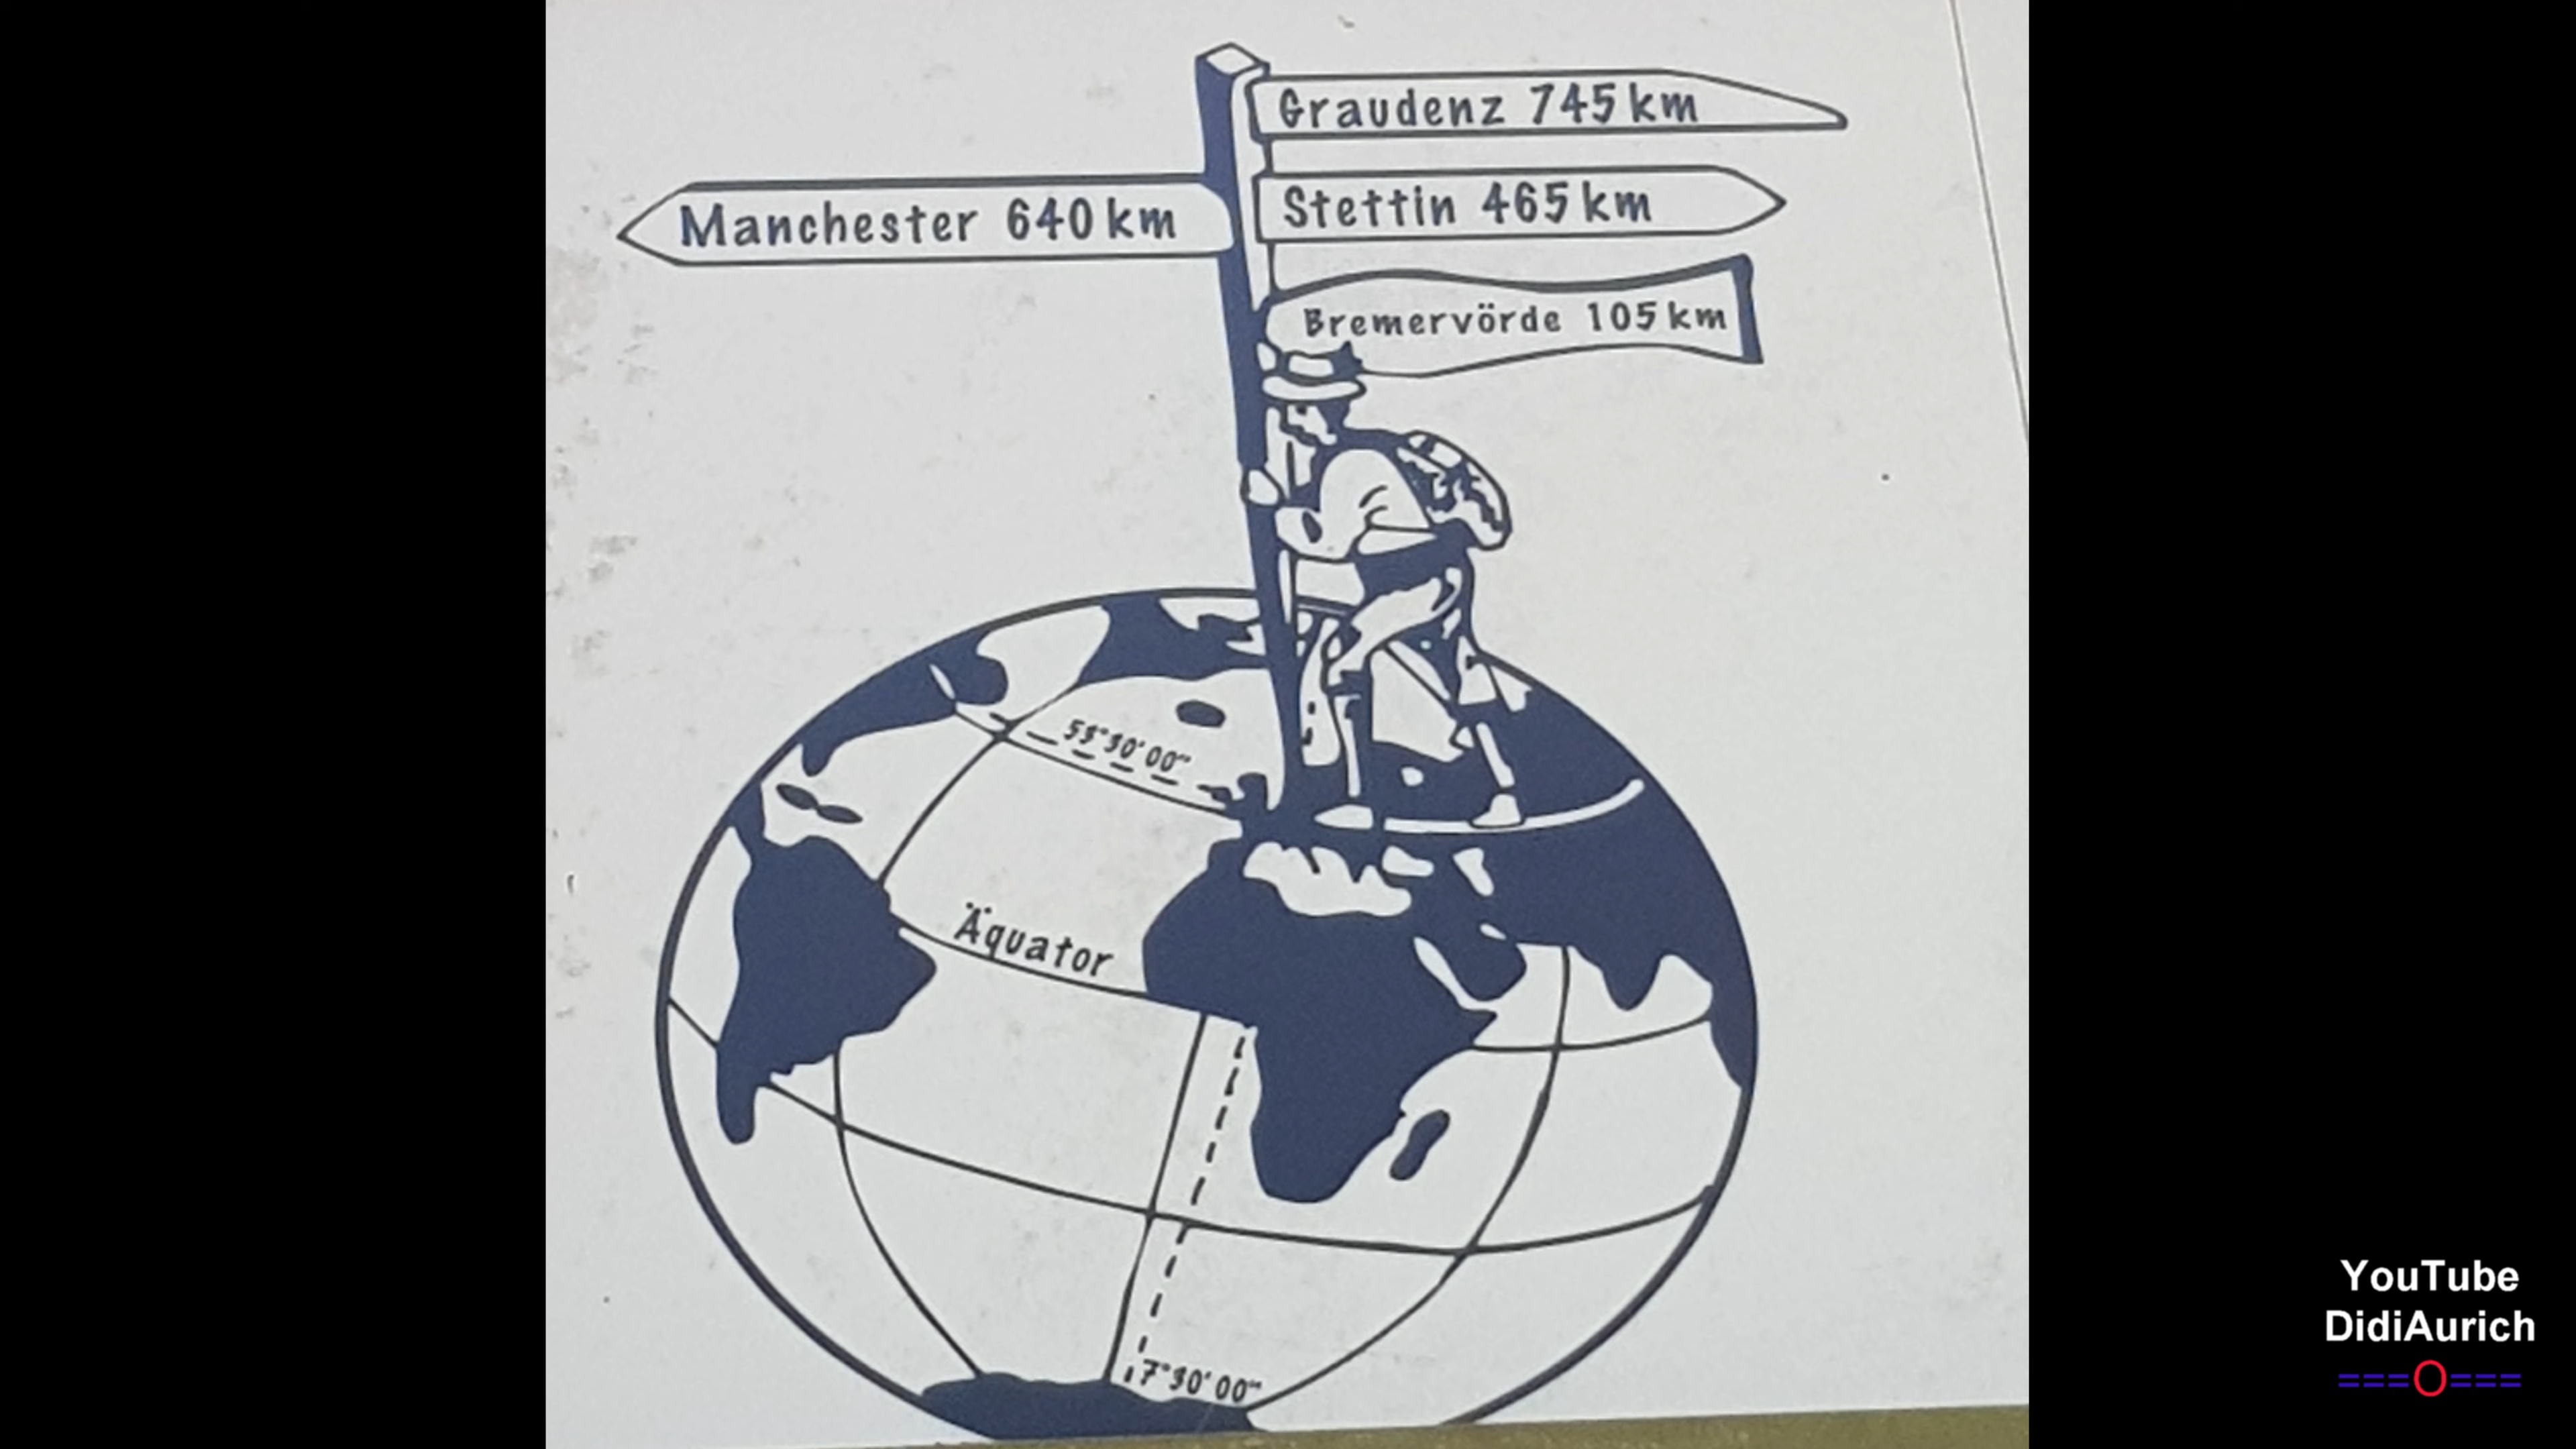 Graudenz 745 km
Manchester 640 km
Stettin 465 km
Bremervörde 105 km
53°30'00"
Äquator
7°30'00"
YouTube
DidiAurich
===O===